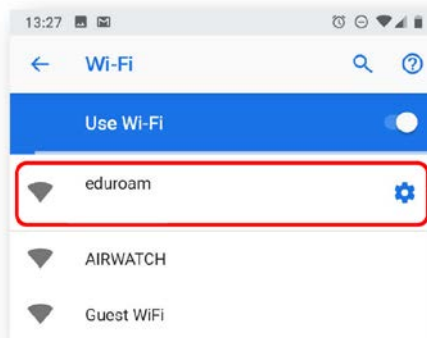 13:27
Wi-Fi
Use Wi-Fi
eduroam
AIRWATCH
Guest WiFi